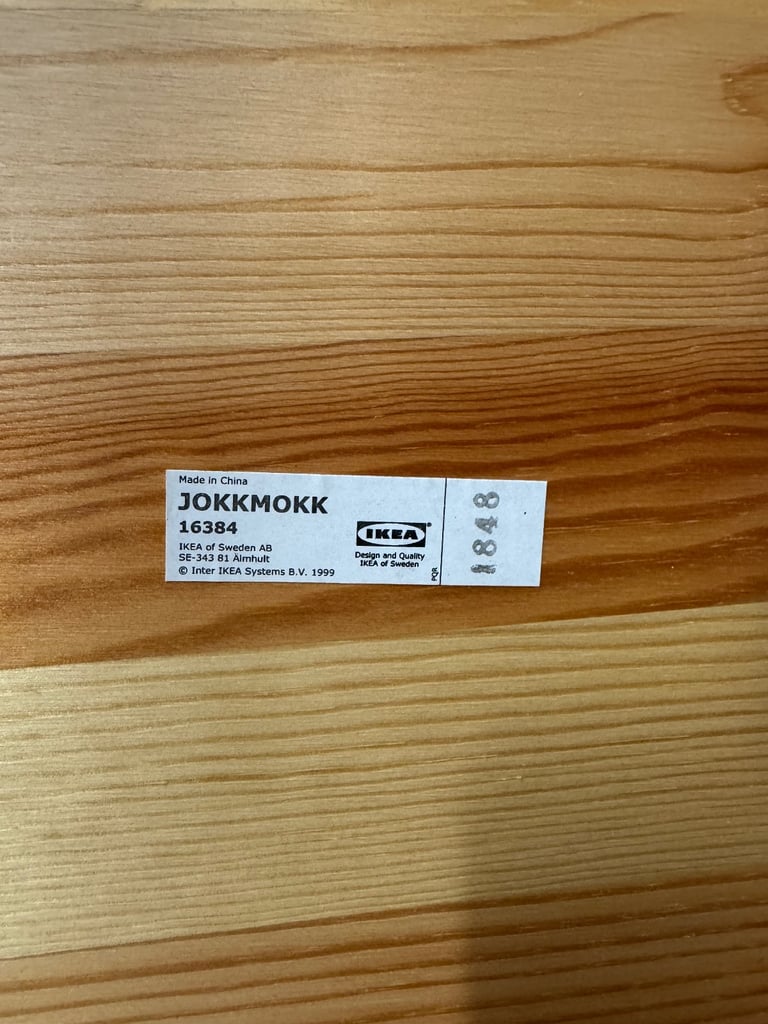 Made in China
JOKKMOKK
16384
IKEA of Sweden AB
SE-343 81 Älmhult
© Inter IKEA Systems B.V. 1999
IKEA®
Design and Quality
IKEA of Sweden
PQR
1848